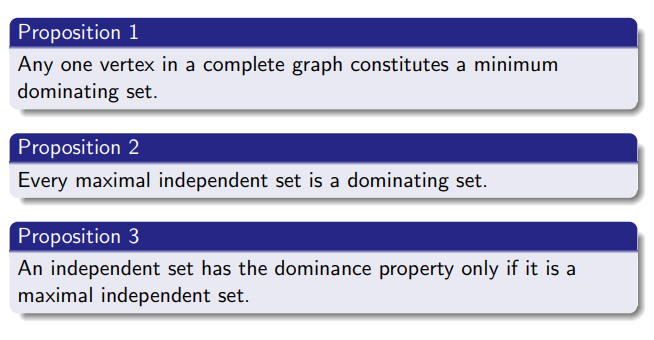 Proposition 1
Any one vertex in a complete graph constitutes a minimum
dominating set.
Proposition 2
Every maximal independent set is a dominating set.
Proposition 3
An independent set has the dominance property only if it is a
maximal independent set.